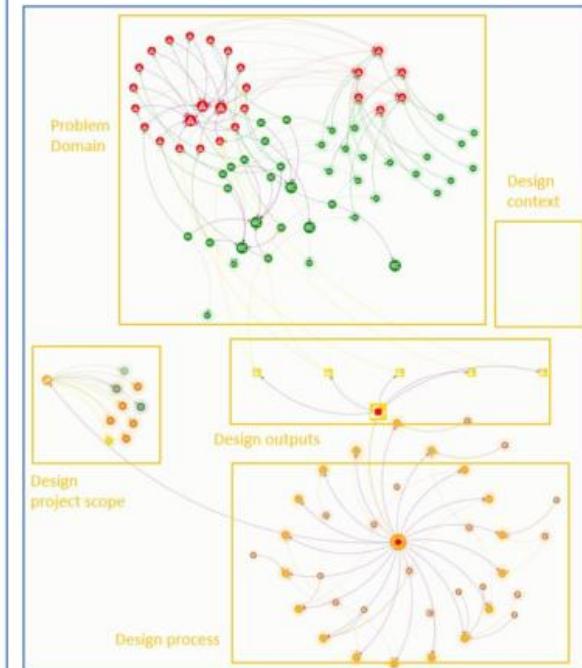 Problem
Domain
Design
context
Design outputs
Design
project scope
Design process